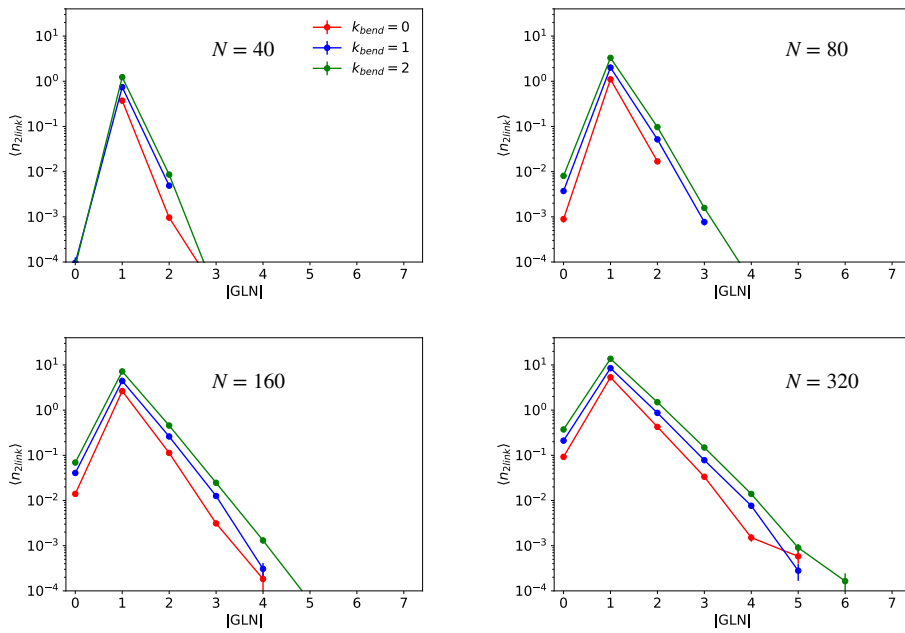 N = 40
k_bend = 0
k_bend = 1
k_bend = 2
10^1
10^0
10^-1
10^-2
10^-3
10^-4
⟨n_2link⟩
0 1 2 3 4 5 6 7
|GLN|
N = 80
10^1
10^0
10^-1
10^-2
10^-3
10^-4
⟨n_2link⟩
0 1 2 3 4 5 6 7
|GLN|
N = 160
10^1
10^0
10^-1
10^-2
10^-3
10^-4
⟨n_2link⟩
0 1 2 3 4 5 6 7
|GLN|
N = 320
10^1
10^0
10^-1
10^-2
10^-3
10^-4
⟨n_2link⟩
0 1 2 3 4 5 6 7
|GLN|